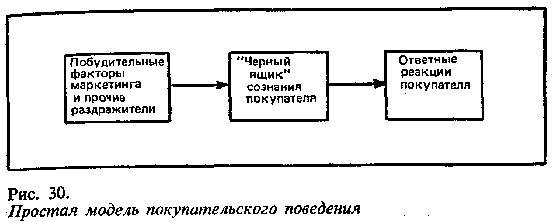 Побудительные
факторы
маркетинга
и прочие
раздражители
"Черный
ящик"
сознания
покупателя
Ответные
реакции
покупателя
Рис. 30.
Простая модель покупательского поведения